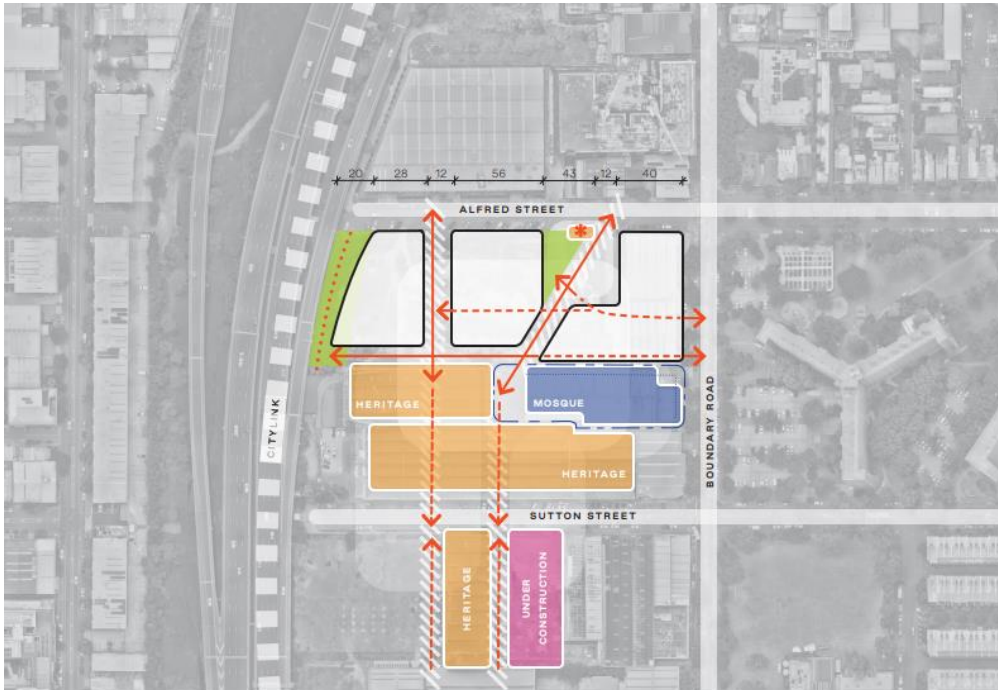 20 28 12 56 43 12 40
ALFRED STREET
*
CITYLINK
HERITAGE
MOSQUE
HERITAGE
BOUNDARY ROAD
SUTTON STREET
HERITAGE
UNDER
CONSTRUCTION